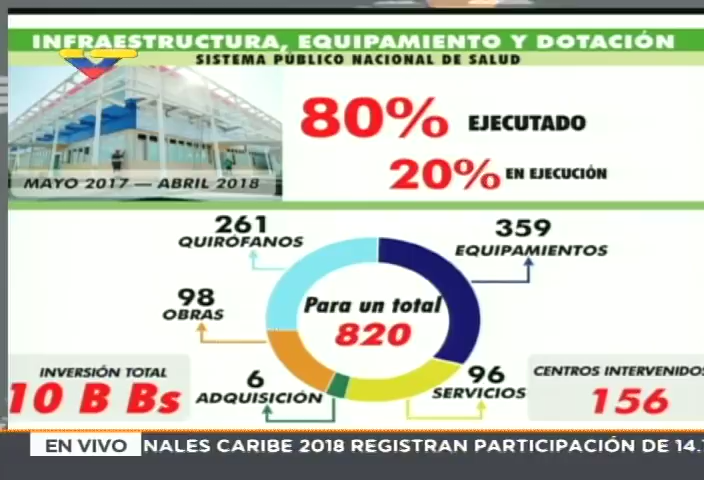 INFRAESTRUCTURA, EQUIPAMIENTO Y DOTACIÓN
SISTEMA PÚBLICO NACIONAL DE SALUD
80% EJECUTADO
20% EN EJECUCIÓN
MAYO 2017 — ABRIL 2018
261
QUIRÓFANOS
359
EQUIPAMIENTOS
98
OBRAS
Para un total
820
6
ADQUISICIÓN
96
SERVICIOS
INVERSIÓN TOTAL
10 B Bs
CENTROS INTERVENIDOS
156
EN VIVO NALES CARIBE 2018 REGISTRAN PARTICIPACIÓN DE 14.